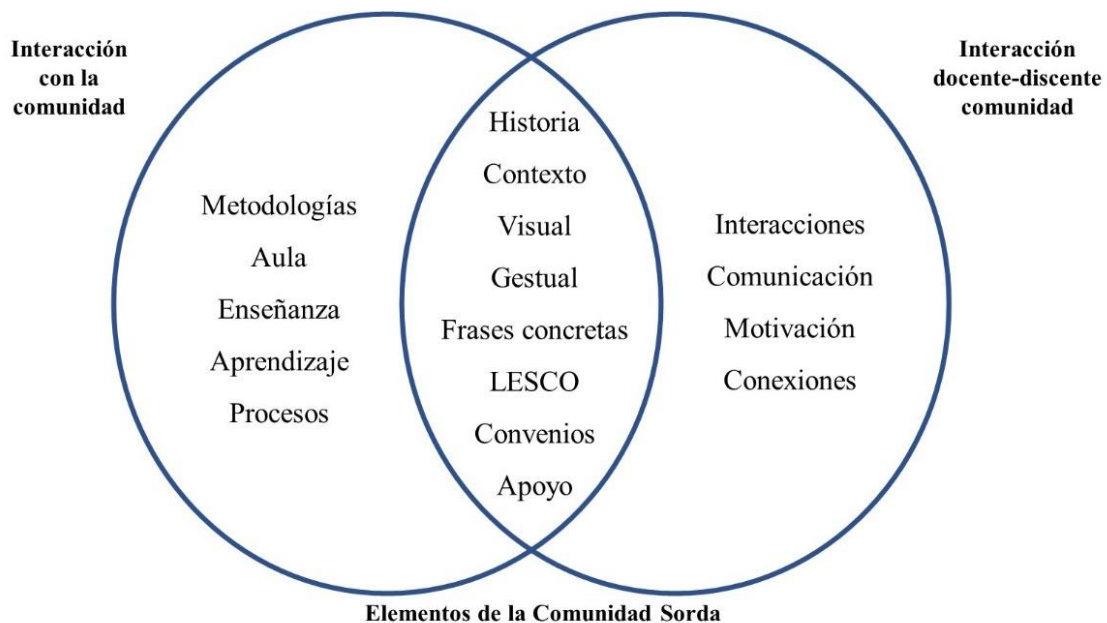 Interacción
con la
comunidad
Interacción
docente-discente
comunidad
Metodologías
Aula
Enseñanza
Aprendizaje
Procesos
Historia
Contexto
Visual
Gestual
Frases concretas
LESCO
Convenios
Apoyo
Interacciones
Comunicación
Motivación
Conexiones
Elementos de la Comunidad Sorda